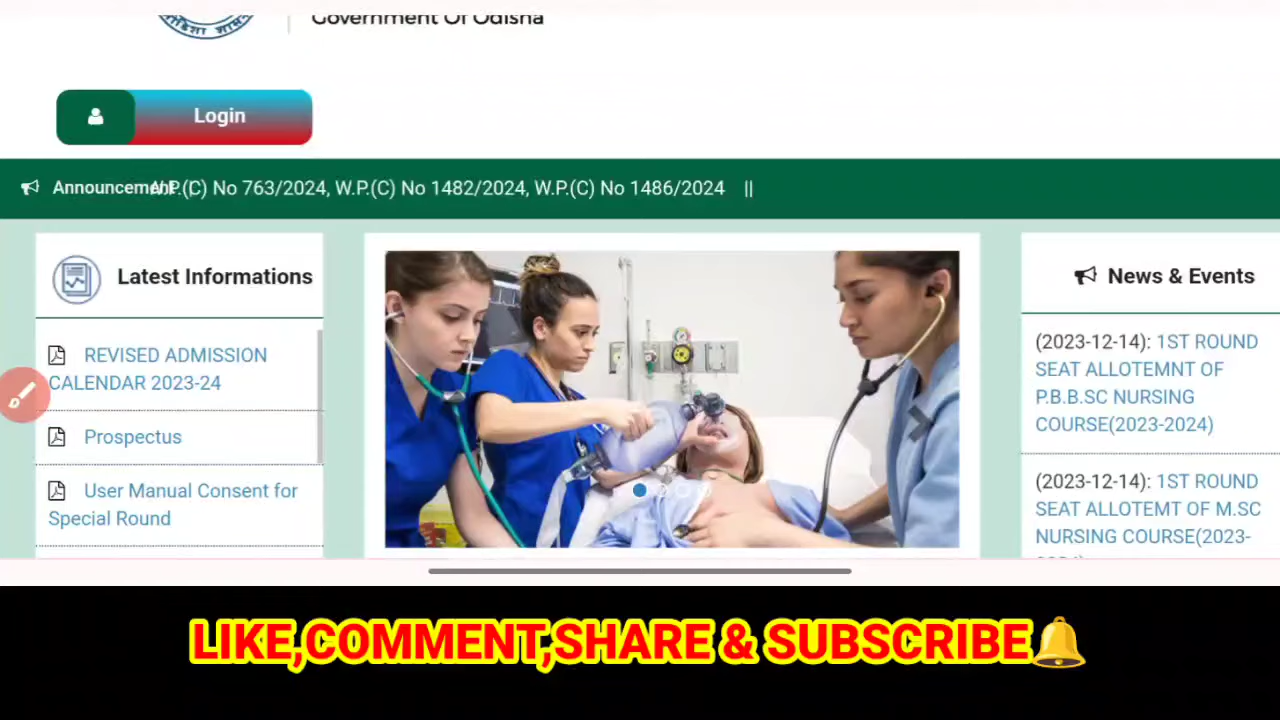 Government Of Odisha
Login
Announcement
.P.(C) No 763/2024, W.P.(C) No 1482/2024, W.P.(C) No 1486/2024 ||
Latest Informations
REVISED ADMISSION
CALENDAR 2023-24
Prospectus
User Manual Consent for
Special Round
News & Events
(2023-12-14): 1ST ROUND
SEAT ALLOTEMNT OF
P.B.B.SC NURSING
COURSE(2023-2024)
(2023-12-14): 1ST ROUND
SEAT ALLOTEMT OF M.SC
NURSING COURSE(2023-
LIKE,COMMENT,SHARE & SUBSCRIBE🔔